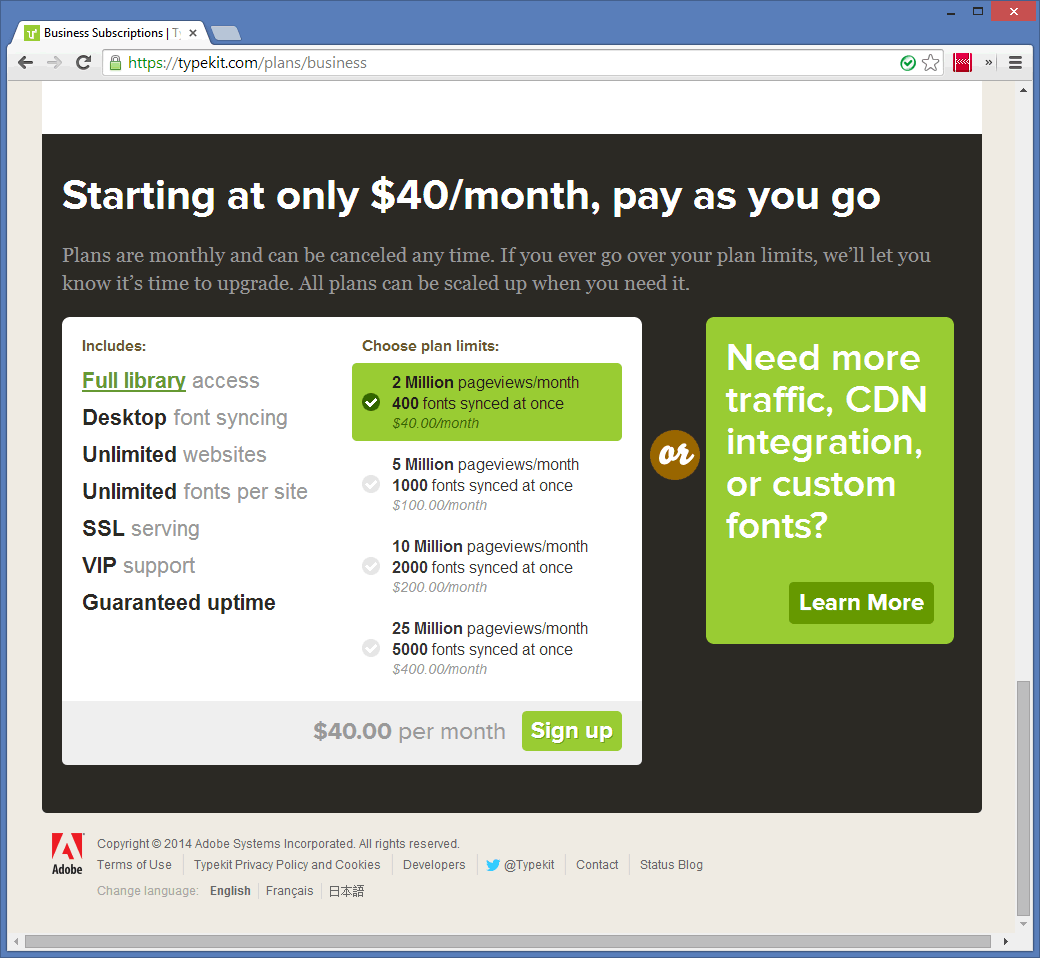 Business Subscriptions | Ty
https://typekit.com/plans/business
Starting at only $40/month, pay as you go
Plans are monthly and can be canceled any time. If you ever go over your plan limits, we’ll let you
know it’s time to upgrade. All plans can be scaled up when you need it.
Includes:
Full library access
Desktop font syncing
Unlimited websites
Unlimited fonts per site
SSL serving
VIP support
Guaranteed uptime
Choose plan limits:
2 Million pageviews/month
400 fonts synced at once
$40.00/month
5 Million pageviews/month
1000 fonts synced at once
$100.00/month
10 Million pageviews/month
2000 fonts synced at once
$200.00/month
25 Million pageviews/month
5000 fonts synced at once
$400.00/month
$40.00 per month
Sign up
or
Need more
traffic, CDN
integration,
or custom
fonts?
Learn More
Adobe
Copyright © 2014 Adobe Systems Incorporated. All rights reserved.
Terms of Use Typekit Privacy Policy and Cookies Developers @Typekit Contact Status Blog
Change language: English Français 日本語